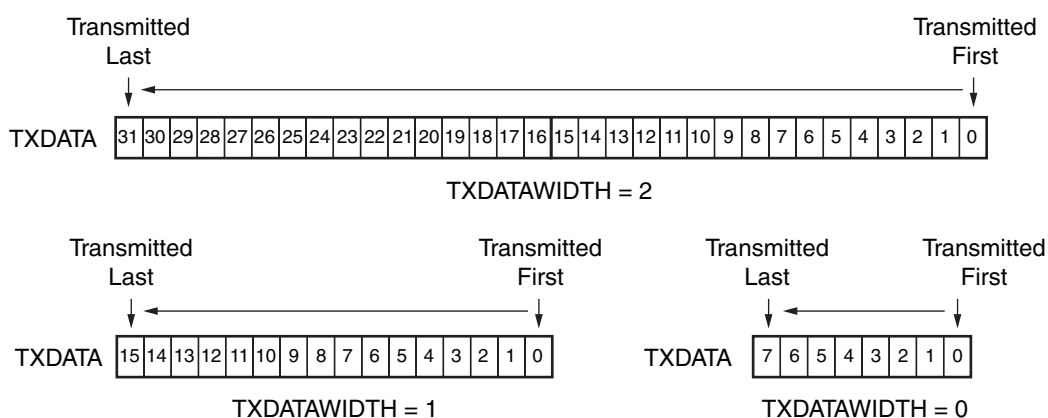 Transmitted Last Transmitted First
TXDATA 31 30 29 28 27 26 25 24 23 22 21 20 19 18 17 16 15 14 13 12 11 10 9 8 7 6 5 4 3 2 1 0
TXDATAWIDTH = 2
Transmitted Last Transmitted First
TXDATA 15 14 13 12 11 10 9 8 7 6 5 4 3 2 1 0
TXDATAWIDTH = 1
Transmitted Last Transmitted First
TXDATA 7 6 5 4 3 2 1 0
TXDATAWIDTH = 0